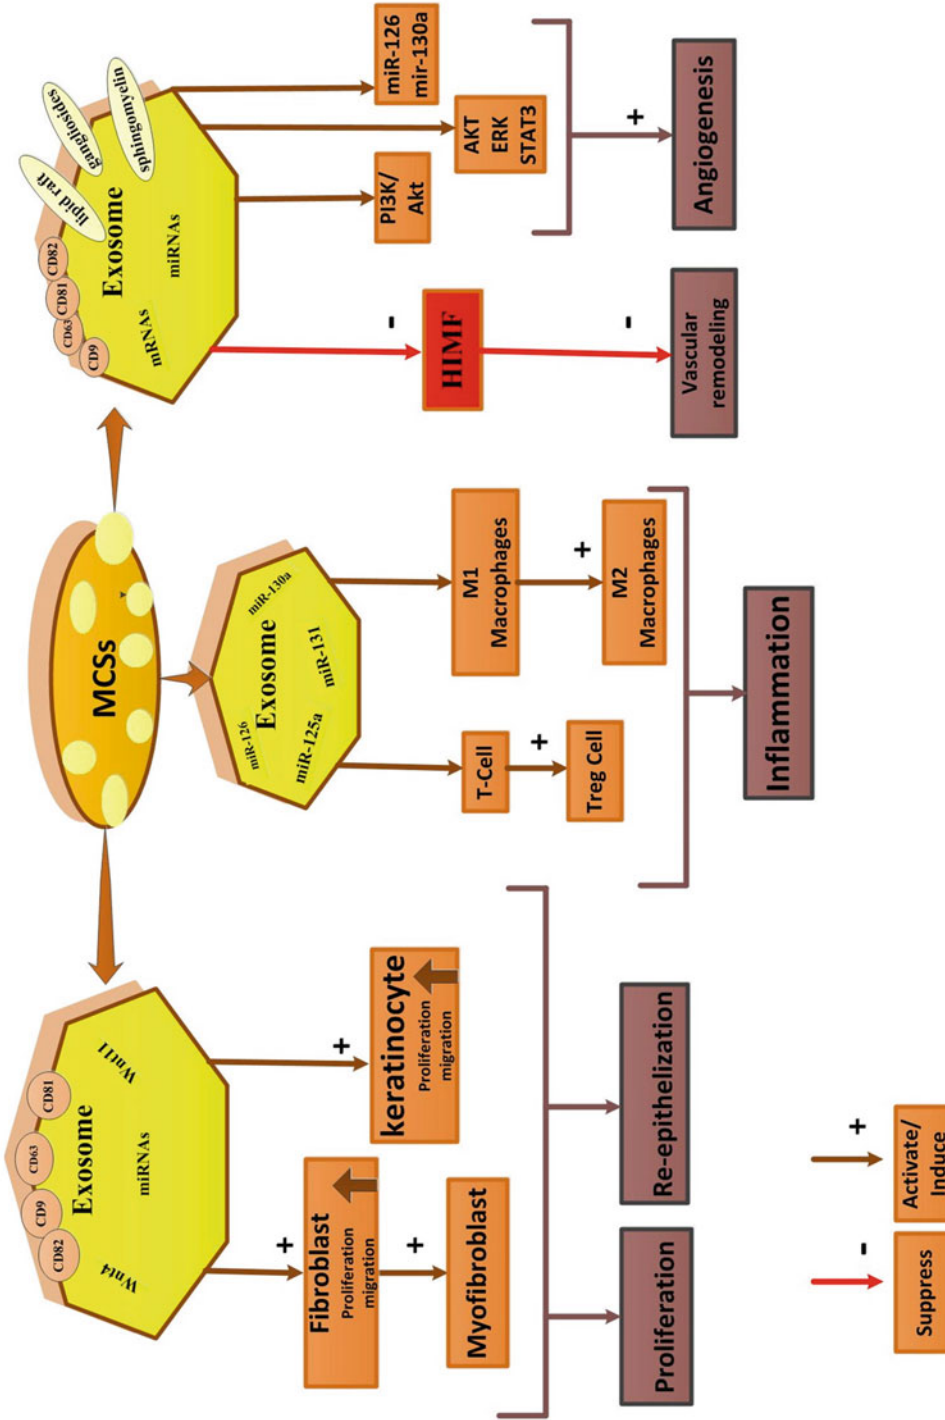 MCSs
CD82
CD9
CD63
CD81
Exosome
Wnt4
miRNAs
Wnt11
+
Fibroblast
Proliferation
migration
+
Myofibroblast
+
keratinocyte
Proliferation
migration
Proliferation
Re-epithelization
miR-126
miR-130a
Exosome
miR-125a
miR-131
T-Cell
+
Treg Cell
M1
Macrophages
+
M2
Macrophages
Inflammation
CD9
CD63
CD81
CD82
lipid raft
gangliosides
sphingomyelin
Exosome
mRNAs
miRNAs
-
HIMF
-
Vascular
remodeling
PI3K/
Akt
AKT
ERK
STAT3
miR-126
mir-130a
+
Angiogenesis
-
Suppress
+
Activate/
Induce